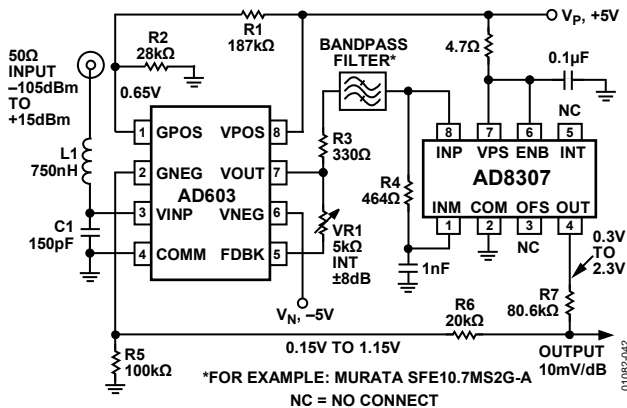 50Ω
INPUT
–105dBm
TO
+15dBm
R2
28kΩ
R1
187kΩ
VP, +5V
4.7Ω
0.1µF
BANDPASS
FILTER*
0.65V
L1
750nH
C1
150pF
1 GPOS VPOS 8
2 GNEG VOUT 7
AD603
3 VINP VNEG 6
4 COMM FDBK 5
R3
330Ω
VR1
5kΩ
INT
±8dB
VN, –5V
R4
464Ω
1nF
NC
8 7 6 5
INP VPS ENB INT
AD8307
INM COM OFS OUT
1 2 3 4
NC
0.3V
TO
2.3V
R7
80.6kΩ
R6
20kΩ
R5
100kΩ
0.15V TO 1.15V
OUTPUT
10mV/dB
*FOR EXAMPLE: MURATA SFE10.7MS2G-A
NC = NO CONNECT
01082-042